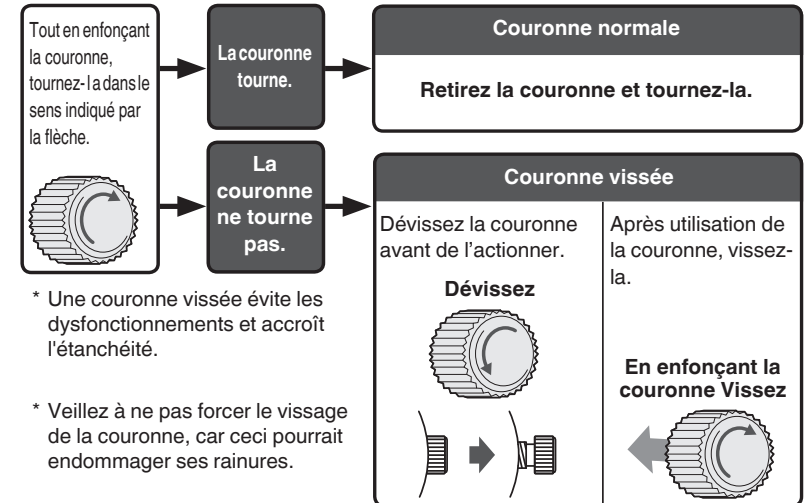 Tout en enfonçant
la couronne,
tournez-la dans le
sens indiqué par
la flèche.
La couronne
tourne.
Couronne normale
Retirez la couronne et tournez-la.
La
couronne
ne tourne
pas.
Couronne vissée
Dévissez la couronne
avant de l'actionner.
Dévissez
Après utilisation de
la couronne, vissez-
la.
En enfonçant la
couronne Vissez
* Une couronne vissée évite les
dysfonctionnements et accroît
l'étanchéité.
* Veillez à ne pas forcer le vissage
de la couronne, car ceci pourrait
endommager ses rainures.